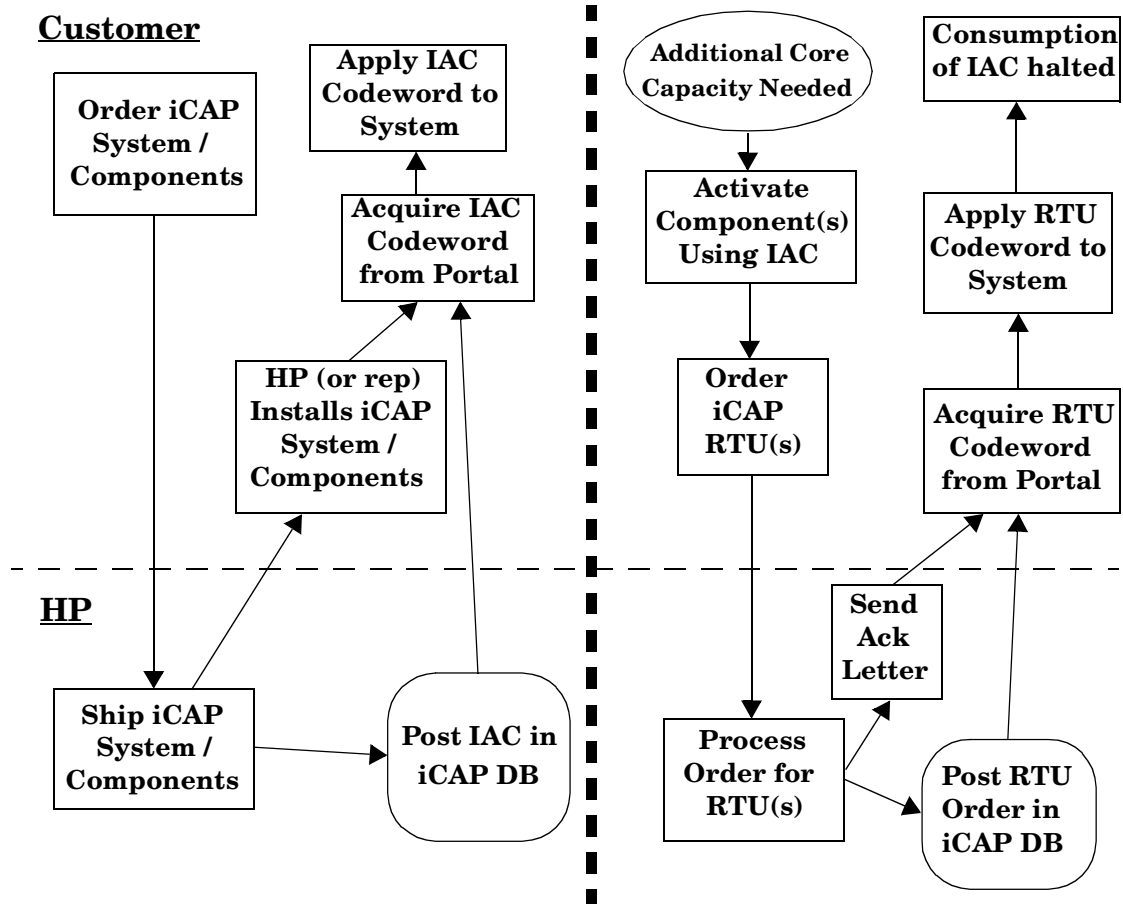 Customer
Order iCAP
System /
Components
Apply IAC
Codeword to
System
Acquire IAC
Codeword
from Portal
HP (or rep)
Installs iCAP
System /
Components
HP
Ship iCAP
System /
Components
Post IAC in
iCAP DB
Additional Core
Capacity Needed
Activate
Component(s)
Using IAC
Order
iCAP
RTU(s)
Process
Order for
RTU(s)
Send
Ack
Letter
Post RTU
Order in
iCAP DB
Acquire RTU
Codeword
from Portal
Apply RTU
Codeword to
System
Consumption
of IAC halted